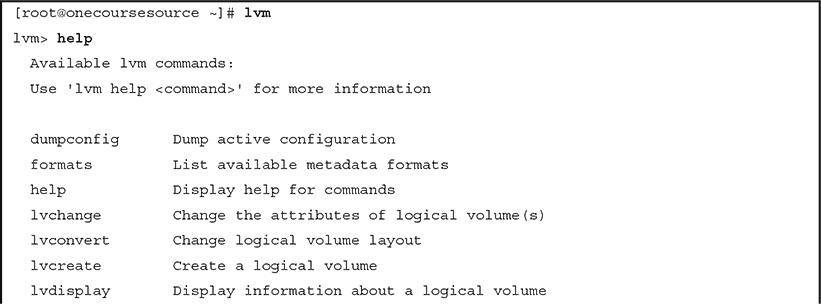 [root@onecoursesource ~]# lvm
lvm> help
Available lvm commands:
Use 'lvm help <command>' for more information
dumpconfig Dump active configuration
formats List available metadata formats
help Display help for commands
lvchange Change the attributes of logical volume(s)
lvconvert Change logical volume layout
lvcreate Create a logical volume
lvdisplay Display information about a logical volume